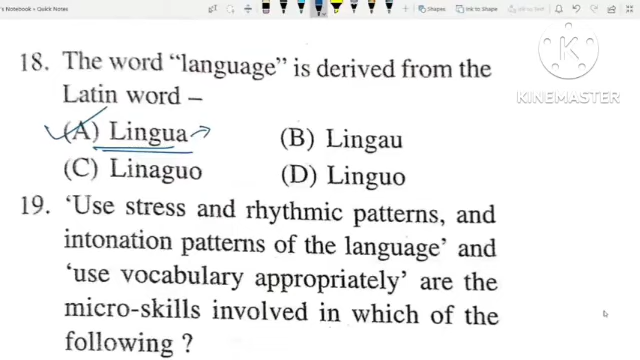 's Notebook » Quick Notes
Shapes
Ink to Shape
KINEMASTER
18. The word “language” is derived from the
Latin word –
(A) Lingua
(B) Lingau
(C) Linaguo
(D) Linguo
19. ‘Use stress and rhythmic patterns, and
intonation patterns of the language’ and
‘use vocabulary appropriately’ are the
micro-skills involved in which of the
following ?